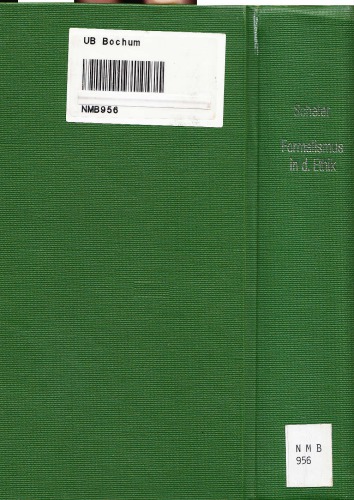 UB Bochum
NMB956
Scheler
Formalismus
in d. Ethik
N M B
956